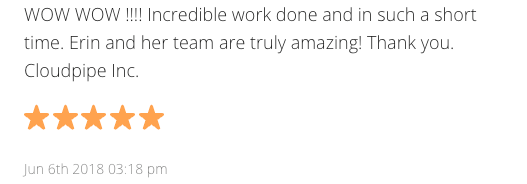 WOW WOW !!!! Incredible work done and in such a short
time. Erin and her team are truly amazing! Thank you.
Cloudpipe Inc.
Jun 6th 2018 03:18 pm